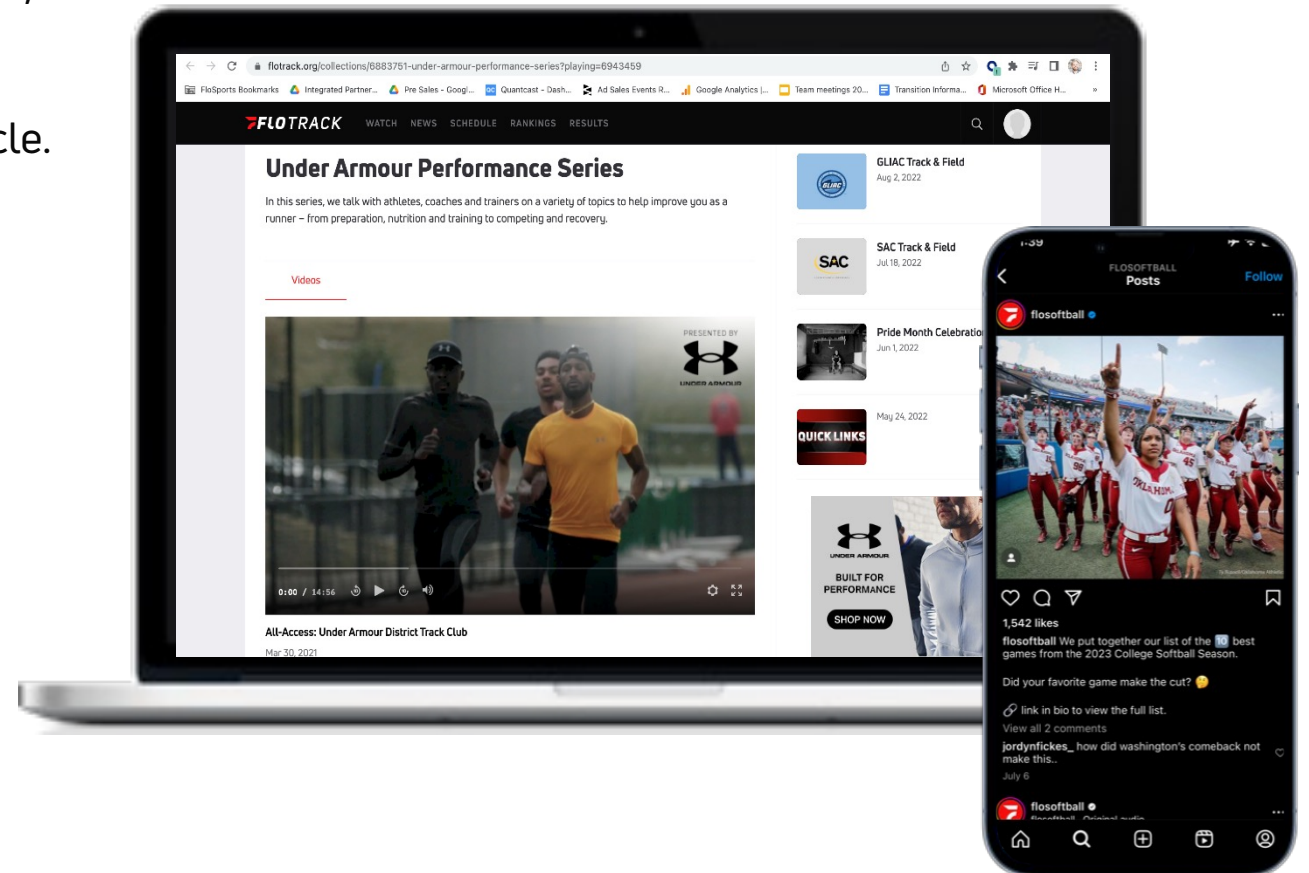 cle.
flotrack.org/collections/6883751-under-armour-performance-series?playing=6943459
FloSports Bookmarks Integrated Partner... Pre Sales - Googl... Quantcast - Dash... Ad Sales Events R... Google Analytics |... Team meetings 20... Transition Informa... Microsoft Office H... »
FLOTRACK WATCH NEWS SCHEDULE RANKINGS RESULTS
Under Armour Performance Series
In this series, we talk with athletes, coaches and trainers on a variety of topics to help improve you as a
runner – from preparation, nutrition and training to competing and recovery.
Videos
PRESENTED BY
UNDER ARMOUR
0:00 / 14:56
All-Access: Under Armour District Track Club
Mar 30, 2021
GLIAC
GLIAC Track & Field
Aug 2, 2022
SAC
SAC Track & Field
Jul 18, 2022
Pride Month Celebratio
Jun 1, 2022
QUICK LINKS
May 24, 2022
UNDER ARMOUR
BUILT FOR
PERFORMANCE
SHOP NOW
1:39
FLOSOFTBALL
Posts
Follow
flosoftball
OKLAHOMA
1,542 likes
flosoftball We put together our list of the 🔟 best
games from the 2023 College Softball Season.
Did your favorite game make the cut? 🤔
🔗 link in bio to view the full list.
View all 2 comments
jordynfickes_ how did washington's comeback not
make this..
July 6
flosoftball
flosoftball · Original audio